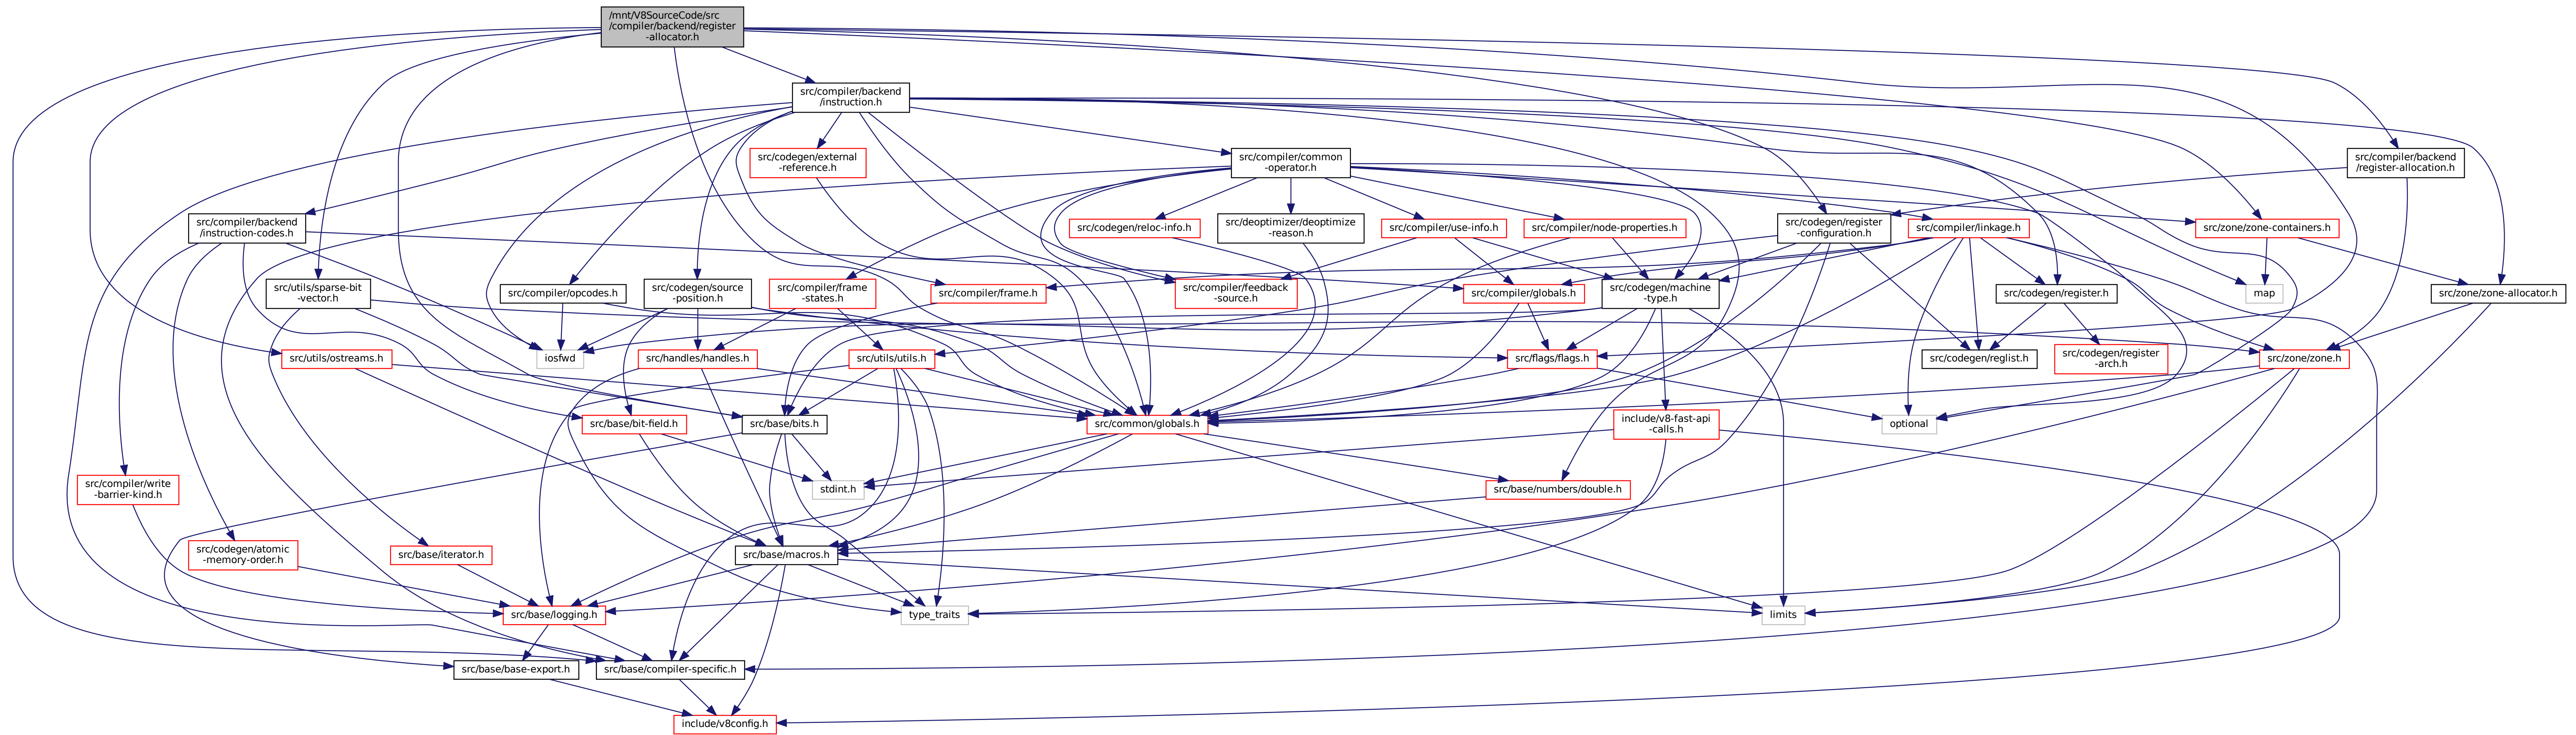 /mnt/V8SourceCode/src
/compiler/backend/register
-allocator.h
src/compiler/backend
/instruction.h
src/codegen/external
-reference.h
src/compiler/common
-operator.h
src/compiler/backend
/register-allocation.h
src/compiler/backend
/instruction-codes.h
src/codegen/reloc-info.h
src/deoptimizer/deoptimize
-reason.h
src/compiler/use-info.h
src/compiler/node-properties.h
src/codegen/register
-configuration.h
src/compiler/linkage.h
src/zone/zone-containers.h
src/utils/sparse-bit
-vector.h
src/compiler/opcodes.h
src/codegen/source
-position.h
src/compiler/frame
-states.h
src/compiler/frame.h
src/compiler/feedback
-source.h
src/compiler/globals.h
src/codegen/machine
-type.h
src/codegen/register.h
map
src/zone/zone-allocator.h
src/utils/ostreams.h
iosfwd
src/handles/handles.h
src/utils/utils.h
src/flags/flags.h
src/codegen/reglist.h
src/codegen/register
-arch.h
src/zone/zone.h
src/base/bit-field.h
src/base/bits.h
src/common/globals.h
include/v8-fast-api
-calls.h
optional
src/compiler/write
-barrier-kind.h
stdint.h
src/base/numbers/double.h
src/codegen/atomic
-memory-order.h
src/base/iterator.h
src/base/macros.h
src/base/logging.h
type_traits
limits
src/base/base-export.h
src/base/compiler-specific.h
include/v8config.h